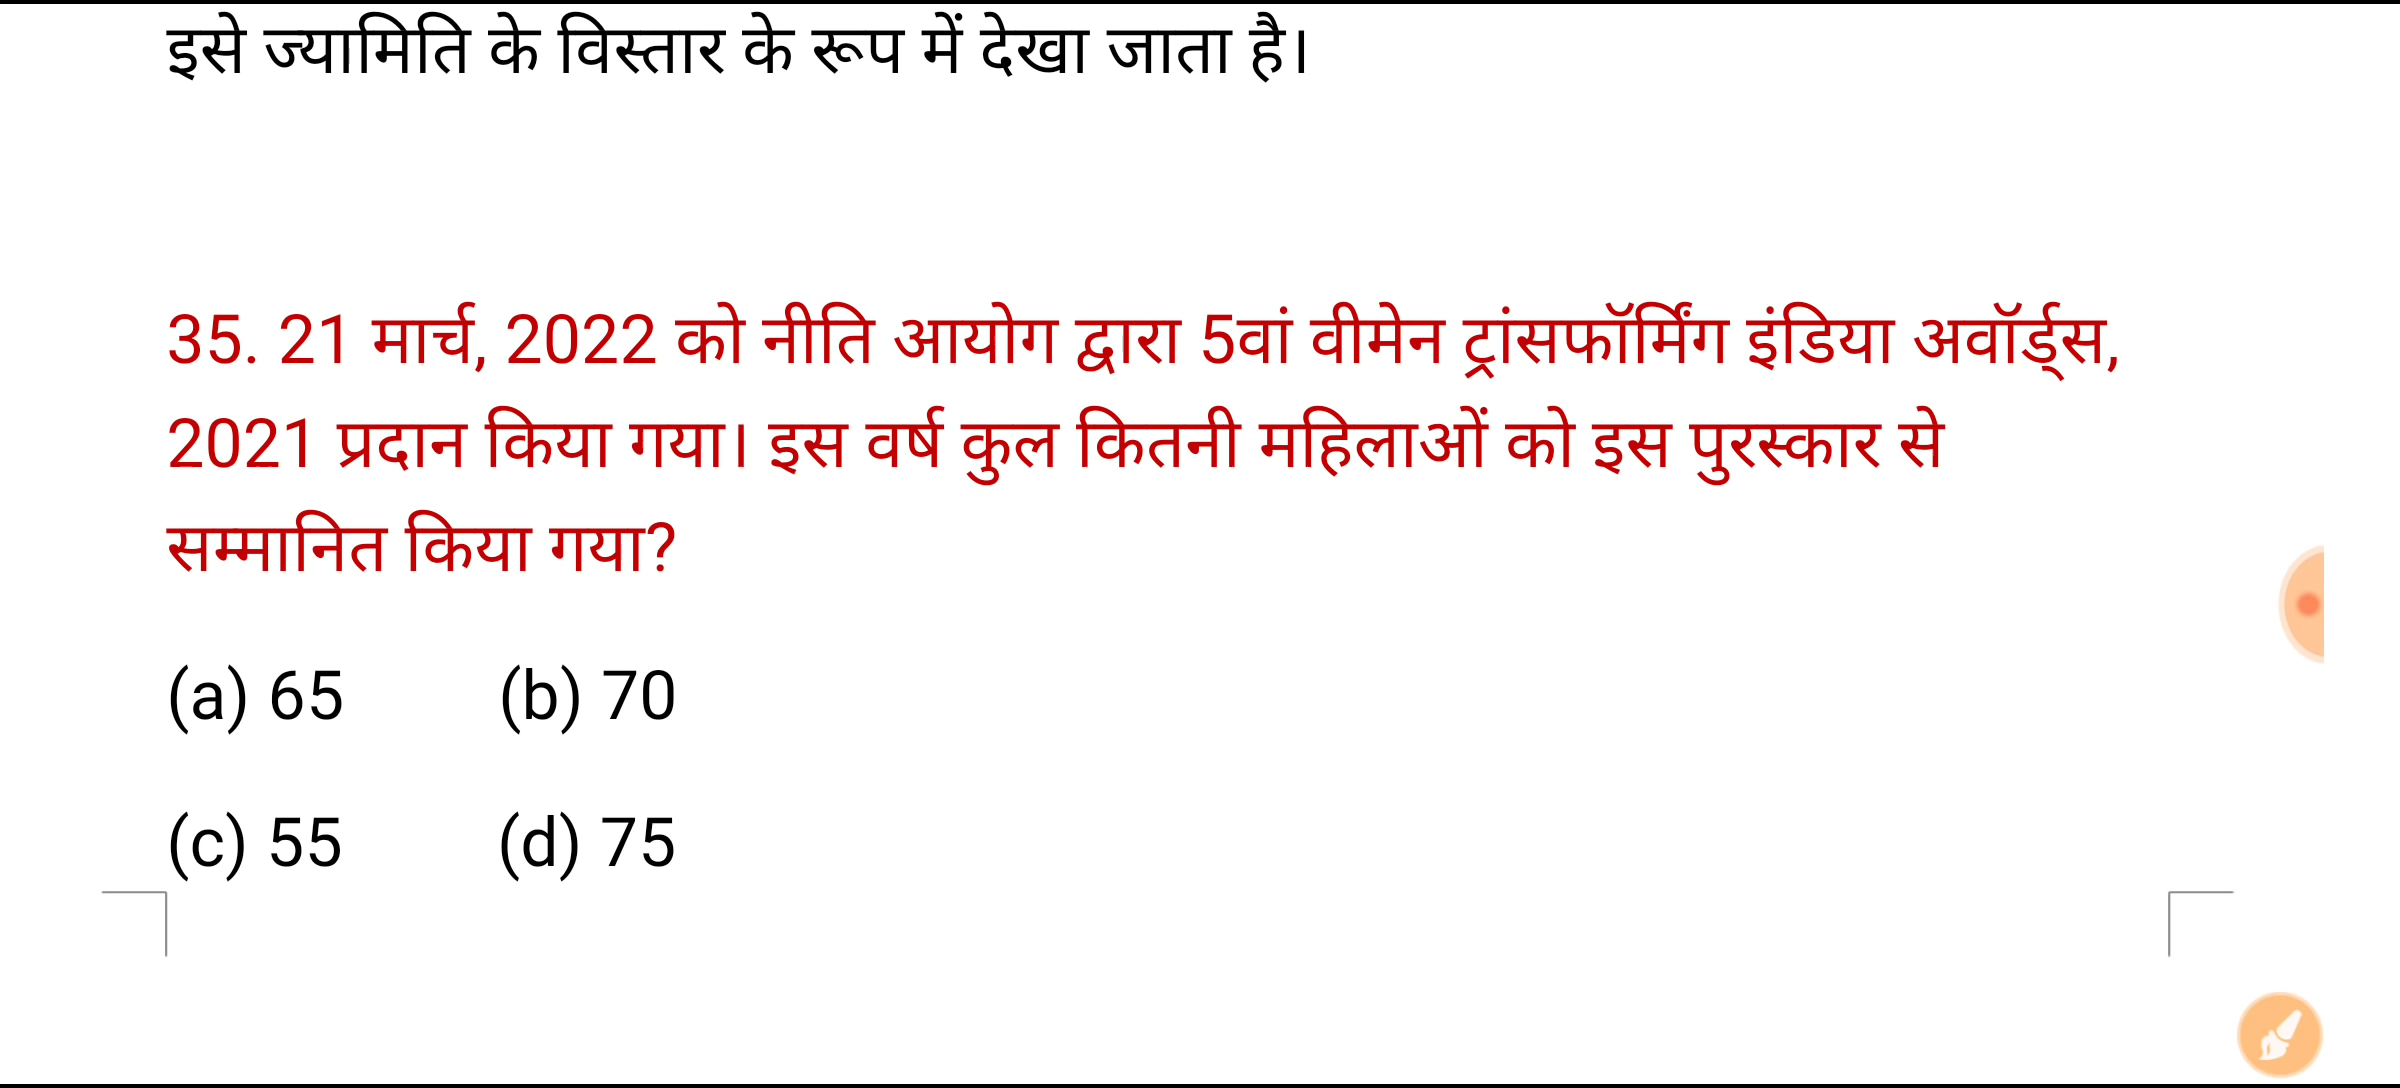 इसे ज्यामिति के विस्तार के रूप में देखा जाता है।
35. 21 मार्च, 2022 को नीति आयोग द्वारा 5वां वीमेन ट्रांसफॉर्मिंग इंडिया अवॉर्ड्स,
2021 प्रदान किया गया। इस वर्ष कुल कितनी महिलाओं को इस पुरस्कार से
सम्मानित किया गया?
(a) 65 (b) 70
(c) 55 (d) 75